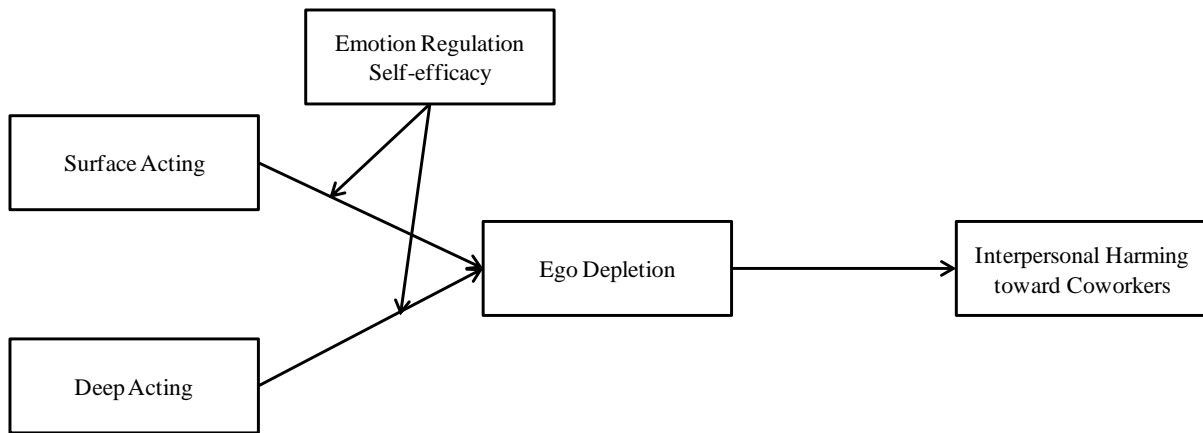 Emotion Regulation
Self-efficacy
Surface Acting
Ego Depletion
Interpersonal Harming
toward Coworkers
Deep Acting